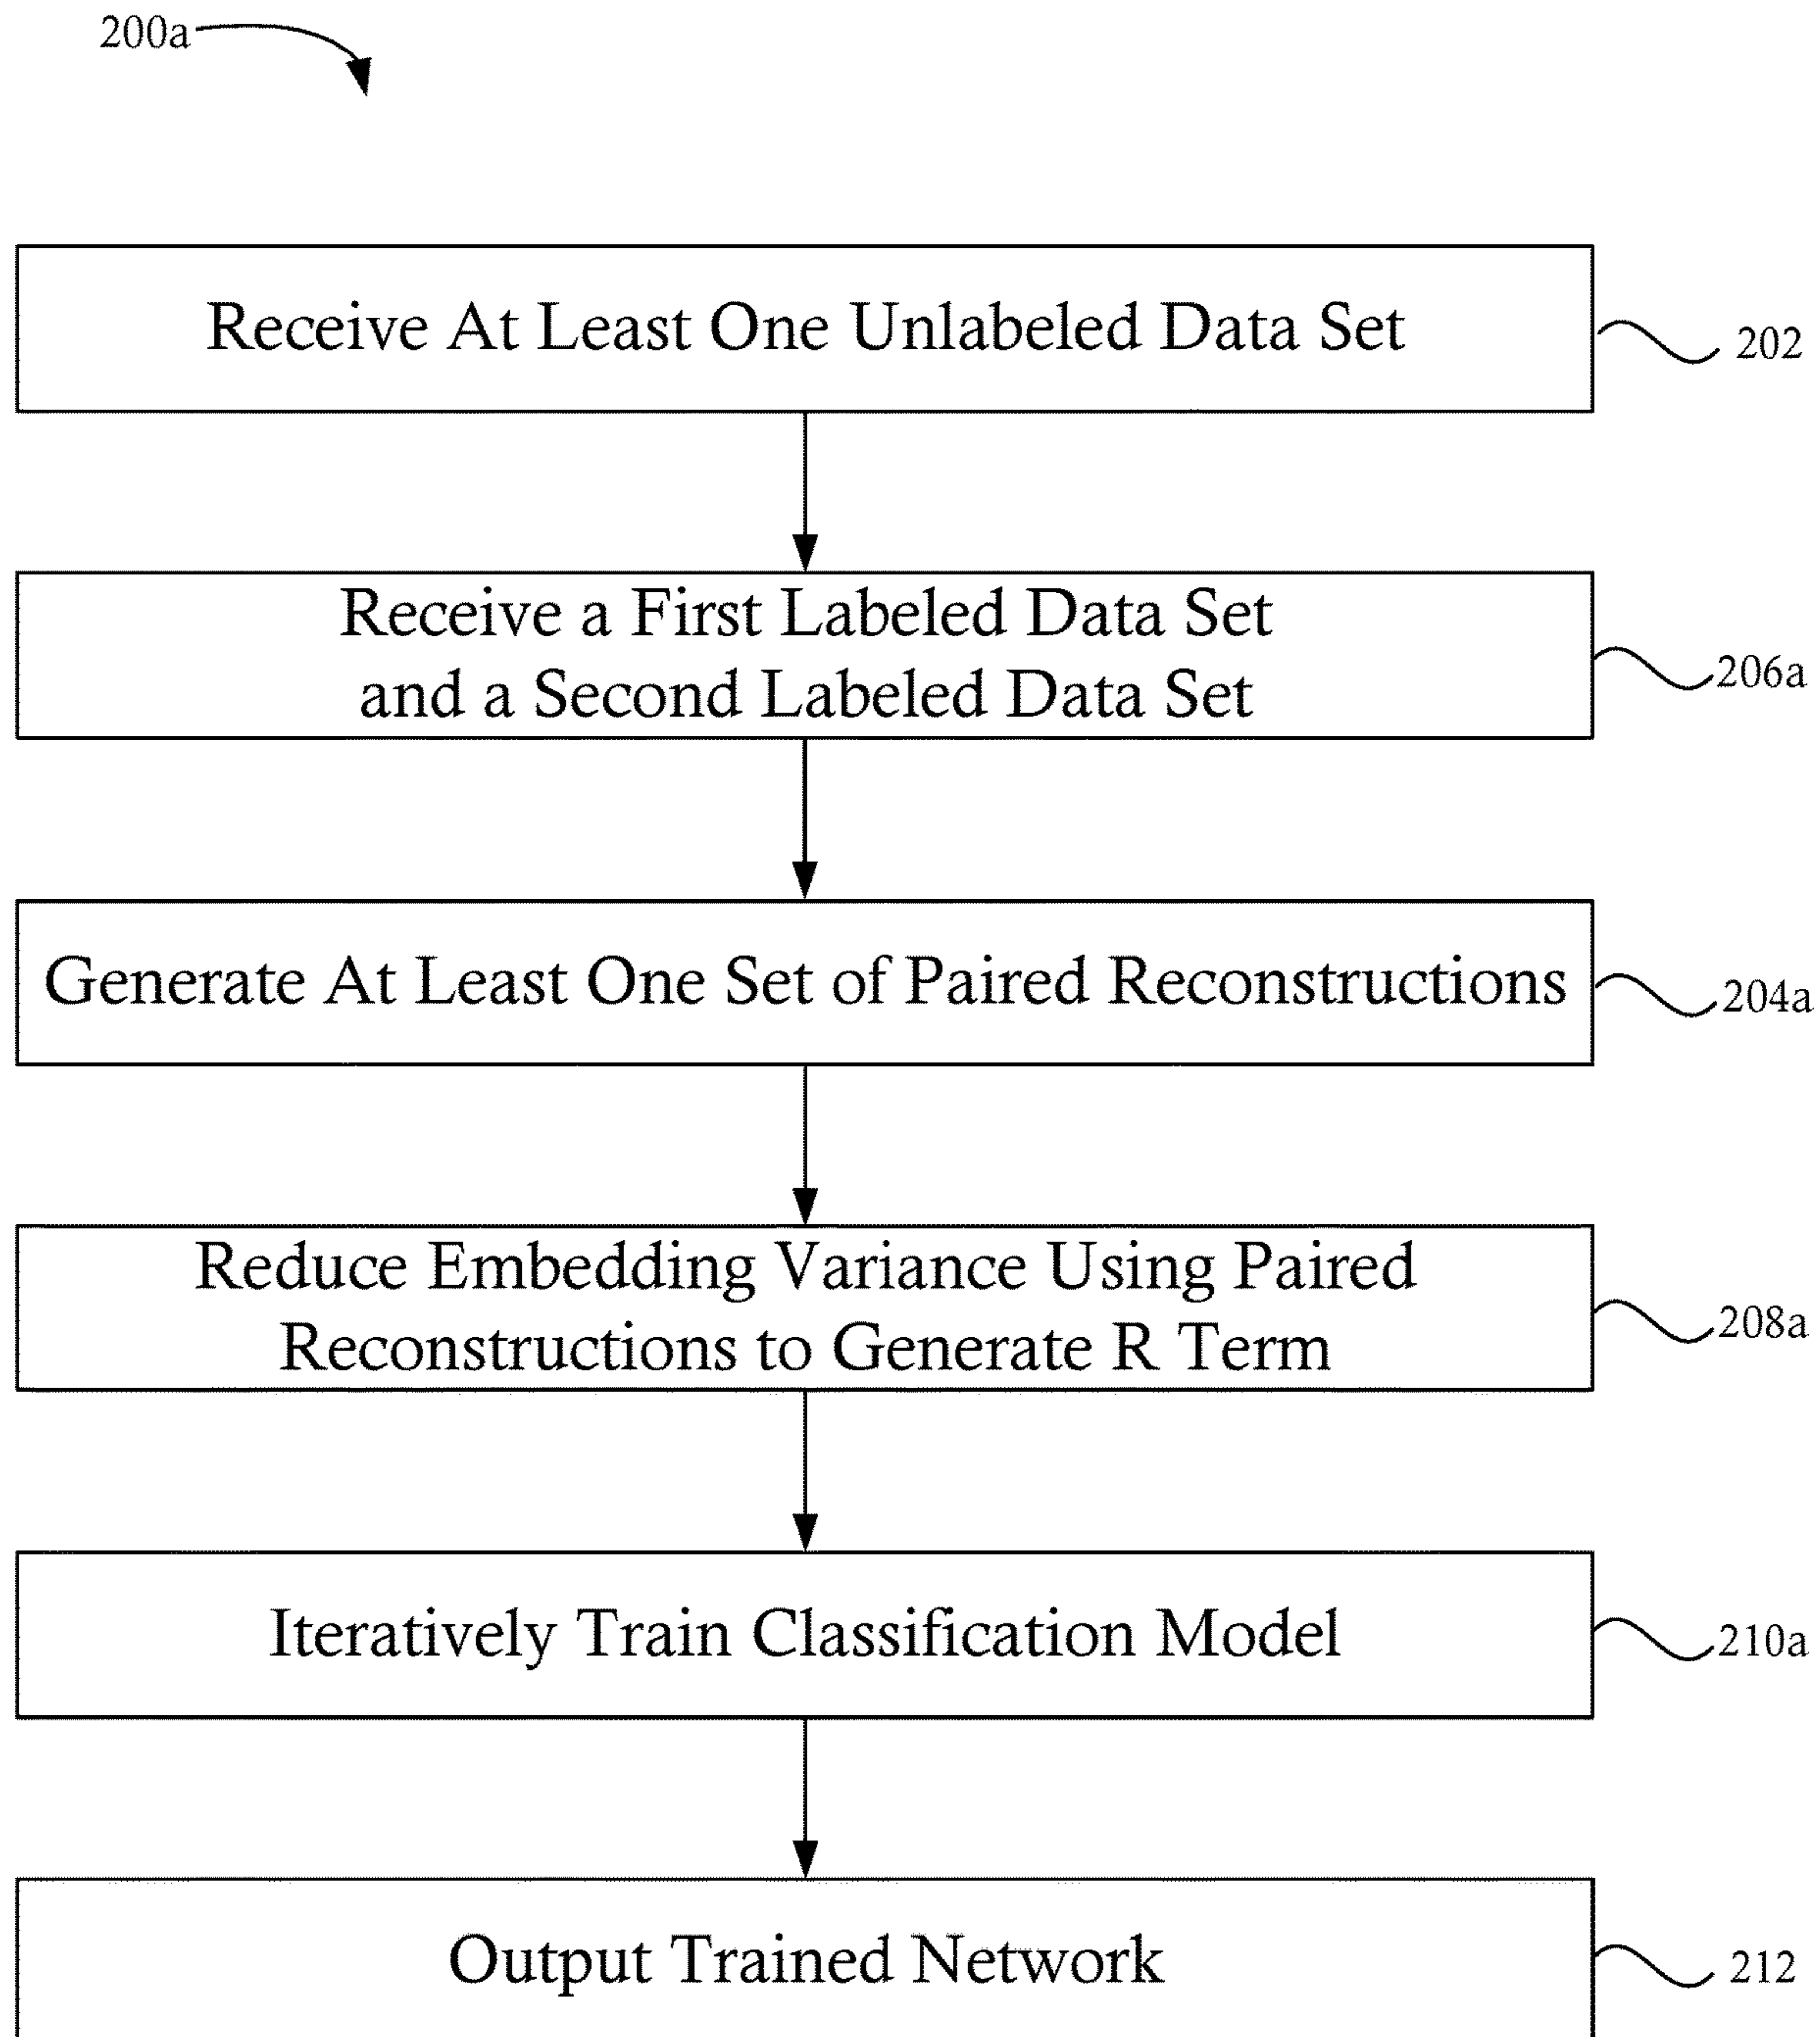 200a
Receive At Least One Unlabeled Data Set
202
Receive a First Labeled Data Set
and a Second Labeled Data Set
206a
Generate At Least One Set of Paired Reconstructions
204a
Reduce Embedding Variance Using Paired
Reconstructions to Generate R Term
208a
Iteratively Train Classification Model
210a
Output Trained Network
212